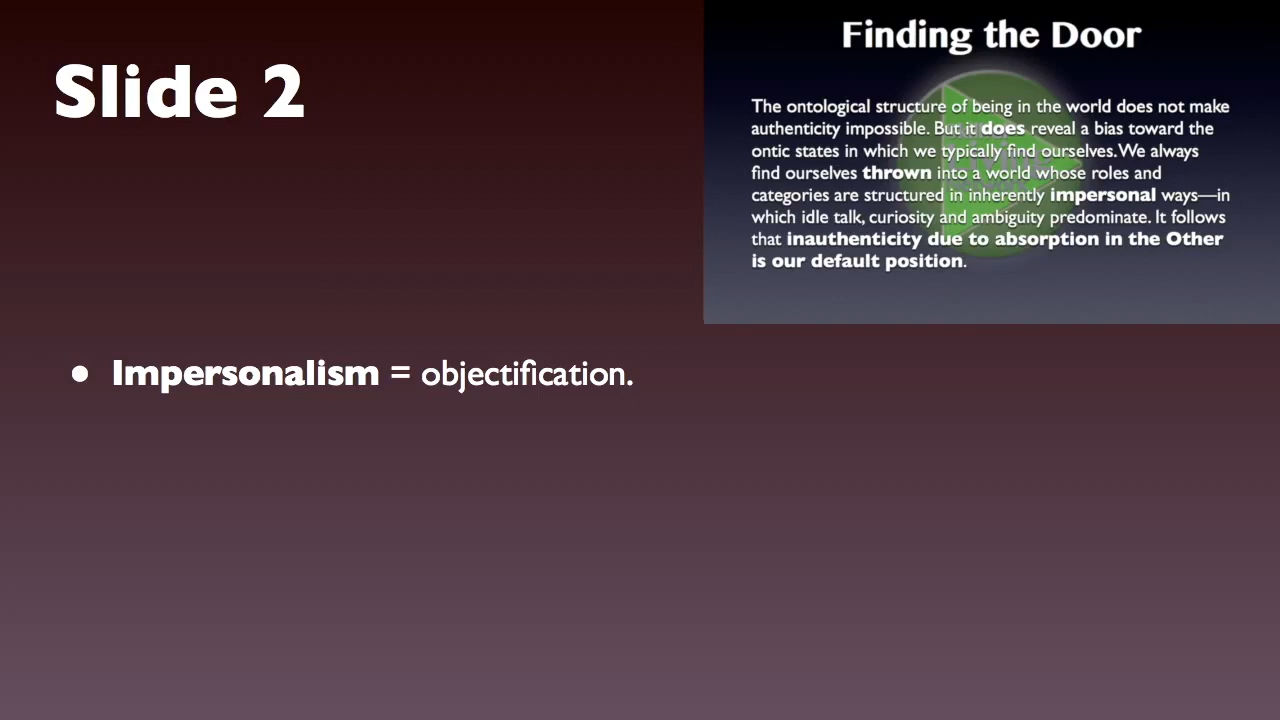 Slide 2
Finding the Door
The ontological structure of being in the world does not make
authenticity impossible. But it does reveal a bias toward the
ontic states in which we typically find ourselves. We always
find ourselves thrown into a world whose roles and
categories are structured in inherently impersonal ways—in
which idle talk, curiosity and ambiguity predominate. It follows
that inauthenticity due to absorption in the Other
is our default position.
• Impersonalism = objectification.